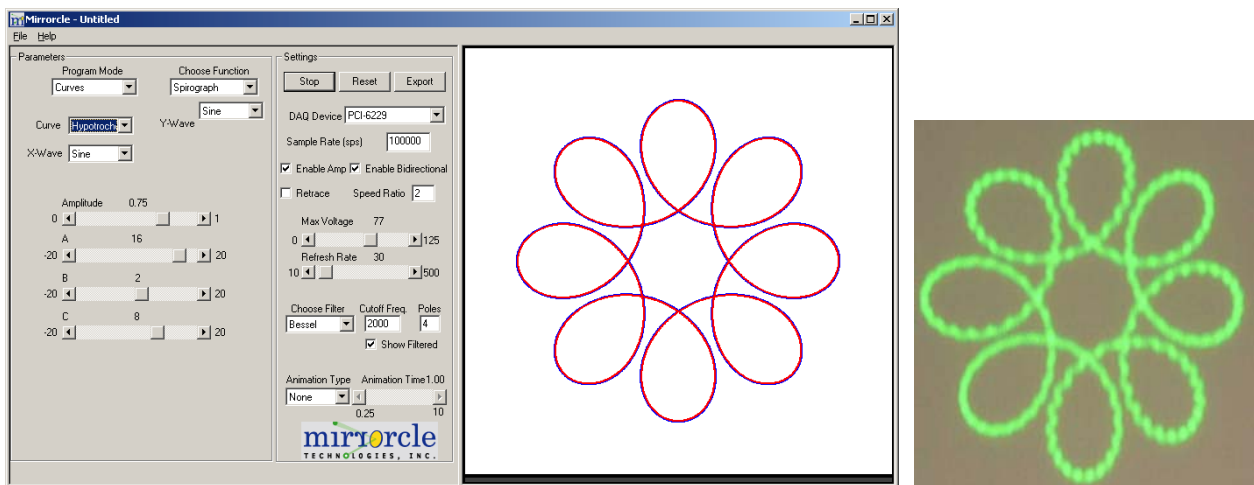 Mirrorcle - Untitled
File Help
Parameters
Program Mode
Choose Function
Curves
Spirograph
Sine
Y-Wave
Curve
X-Wave
Sine
Amplitude 0.75
0 1
A 16
-20 20
B 2
-20 20
C 8
-20 20
Settings
Stop Reset Export
DAQ Device PCI-6229
Sample Rate (sps) 100000
Enable Amp Enable Bidirectional
Retrace Speed Ratio 2
Max Voltage 77
0 125
Refresh Rate 30
10 500
Choose Filter Cutoff Freq. Poles
Bessel 2000 4
Show Filtered
Animation Type Animation Time 1.00
None
0.25 10
mirrorcle
TECHNOLOGIES, INC.